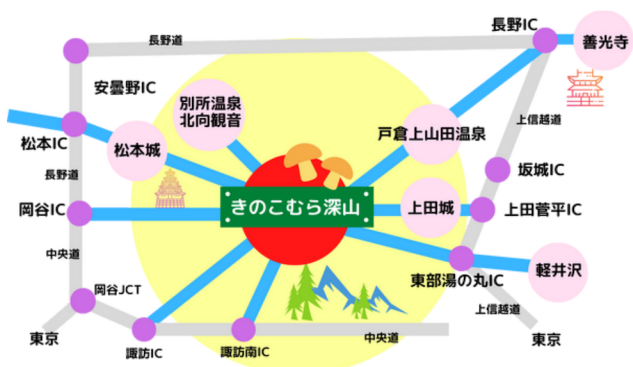 長野IC
善光寺
長野道
安曇野IC
別所温泉
北向観音
戸倉上山田温泉
上信越道
松本IC
松本城
坂城IC
長野道
岡谷IC
きのこむら深山
上田城
上田菅平IC
中央道
東部湯の丸IC
軽井沢
岡谷JCT
上信越道
東京
諏訪IC
諏訪南IC
中央道
東京